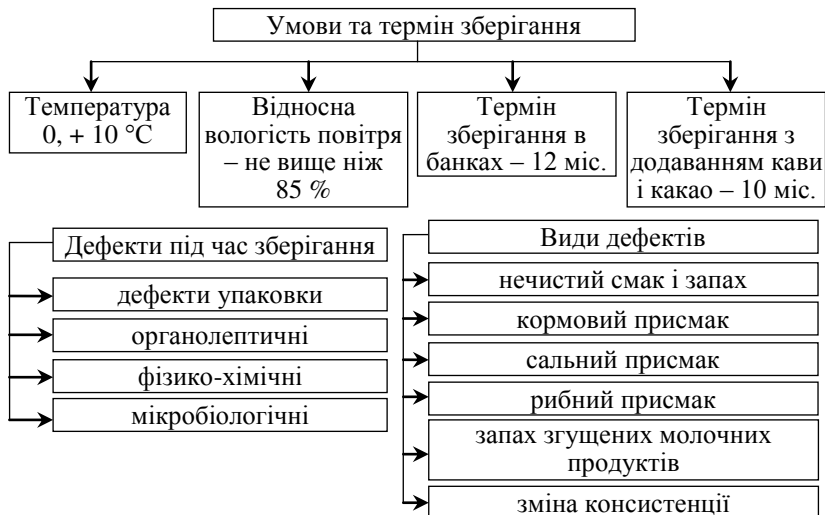 Умови та термін зберігання
Температура
0, + 10 °С
Відносна
вологість повітря
– не вище ніж
85 %
Термін
зберігання в
банках – 12 міс.
Термін
зберігання з
додаванням кави
і какао – 10 міс.
Дефекти під час зберігання
дефекти упаковки
органолептичні
фізико-хімічні
мікробіологічні
Види дефектів
нечистий смак і запах
кормовий присмак
сальний присмак
рибний присмак
запах згущених молочних
продуктів
зміна консистенції